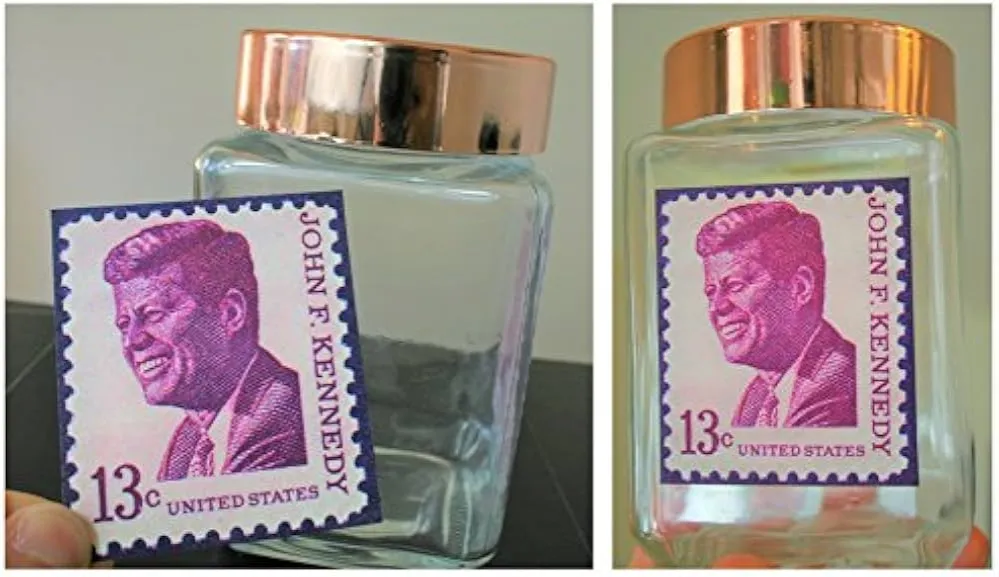 JOHN F. KENNEDY
13c
UNITED STATES
JOHN F. KENNEDY
13c
UNITED STATES